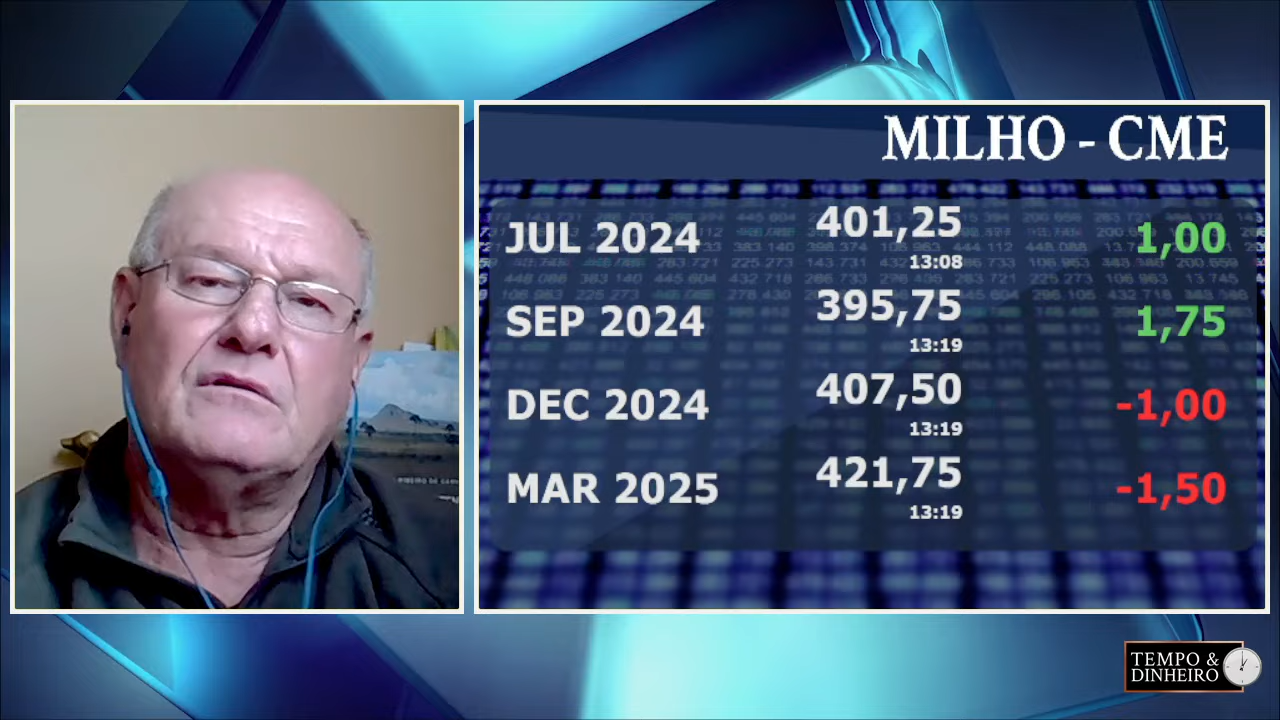 MILHO - CME
JUL 2024 401,25 1,00
13:08
SEP 2024 395,75 1,75
13:19
DEC 2024 407,50 -1,00
13:19
MAR 2025 421,75 -1,50
13:19
TEMPO &
DINHEIRO